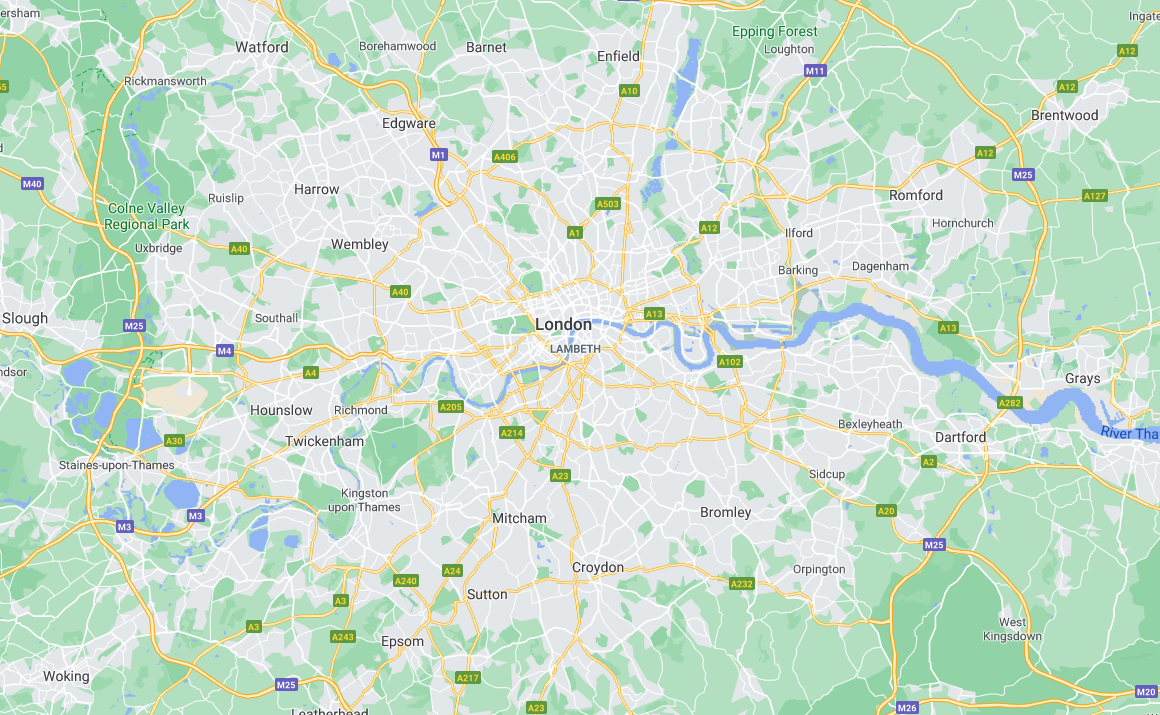 ersham
Watford
Borehamwood
Barnet
Enfield
Epping Forest
Loughton
Ingate
A12
M11
Rickmansworth
A10
A12
Brentwood
Edgware
M1
A406
A12
M25
M40
Harrow
Ruislip
Colne Valley
Regional Park
A503
Romford
A127
Uxbridge
A40
Wembley
A1
A12
Ilford
Hornchurch
Barking
Dagenham
A40
Slough
Southall
M25
London
LAMBETH
A13
A13
M4
A4
A102
ndsor
Grays
Hounslow
Richmond
A205
A282
River Tha
A30
Twickenham
A214
Bexleyheath
Dartford
Staines-upon-Thames
A23
Sidcup
A2
Kingston
upon Thames
M3
M3
Mitcham
Bromley
A20
M25
Croydon
Orpington
A240
A24
A232
Sutton
A3
A3
A243
Epsom
West
Kingsdown
Woking
M25
A217
M20
Leatherhead
A23
M26